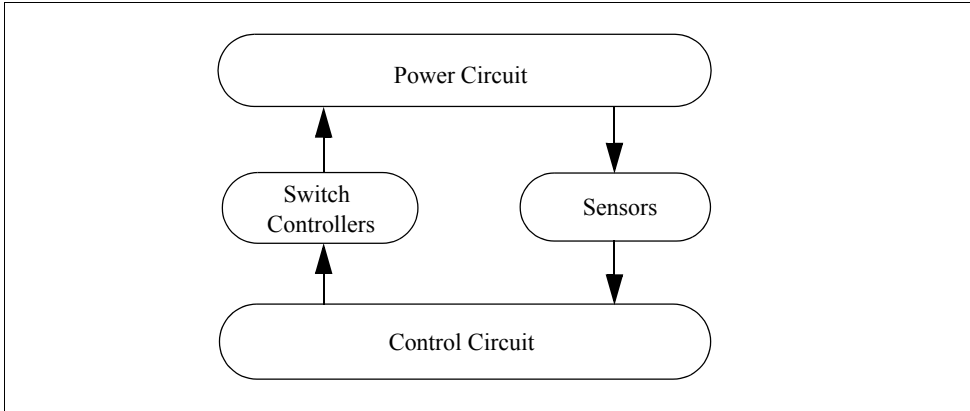 Power Circuit
Switch
Controllers
Sensors
Control Circuit